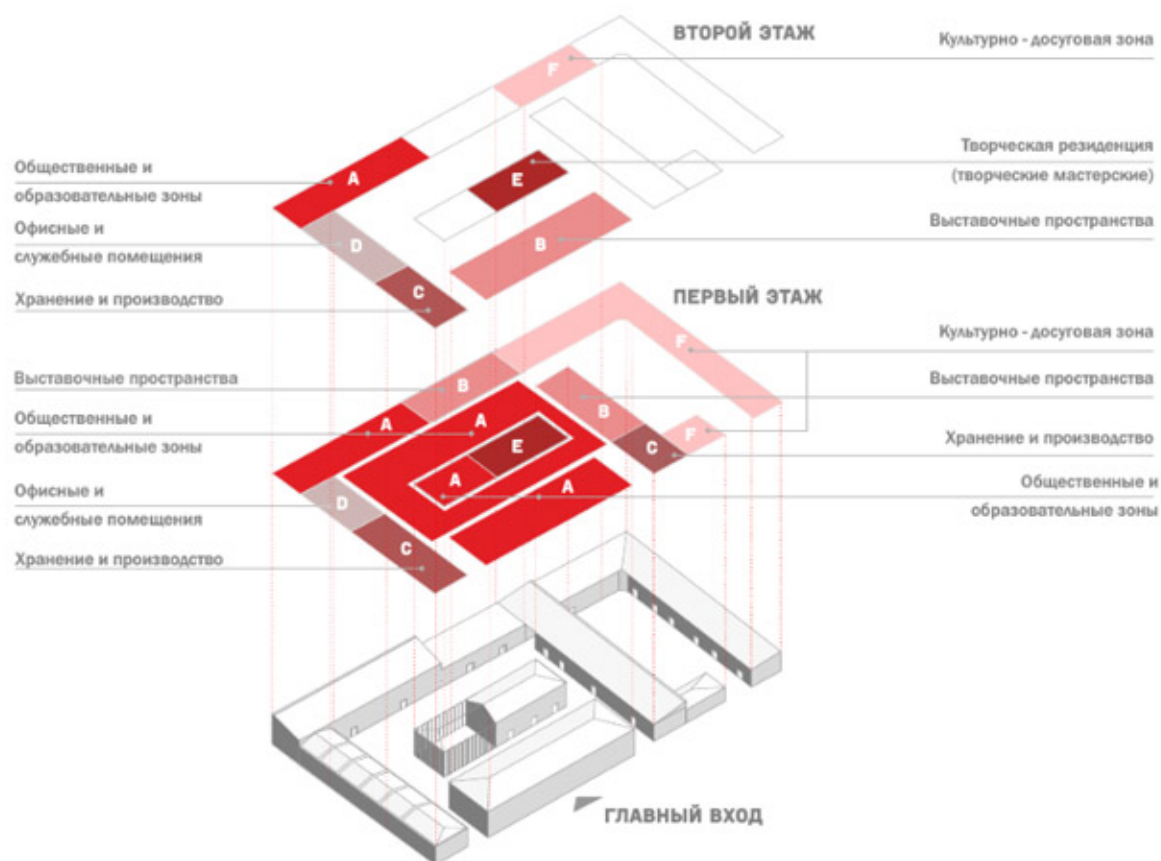 ВТОРОЙ ЭТАЖ
Культурно - досуговая зона
F
Общественные и
образовательные зоны
A
Творческая резиденция
(творческие мастерские)
E
Офисные и
служебные помещения
D
Выставочные пространства
B
Хранение и производство
C
ПЕРВЫЙ ЭТАЖ
Культурно - досуговая зона
F
Выставочные пространства
B
Выставочные пространства
B
Общественные и
образовательные зоны
A
A
F
Хранение и производство
C
E
A
A
Офисные и
служебные помещения
D
Общественные и
образовательные зоны
Хранение и производство
C
ГЛАВНЫЙ ВХОД